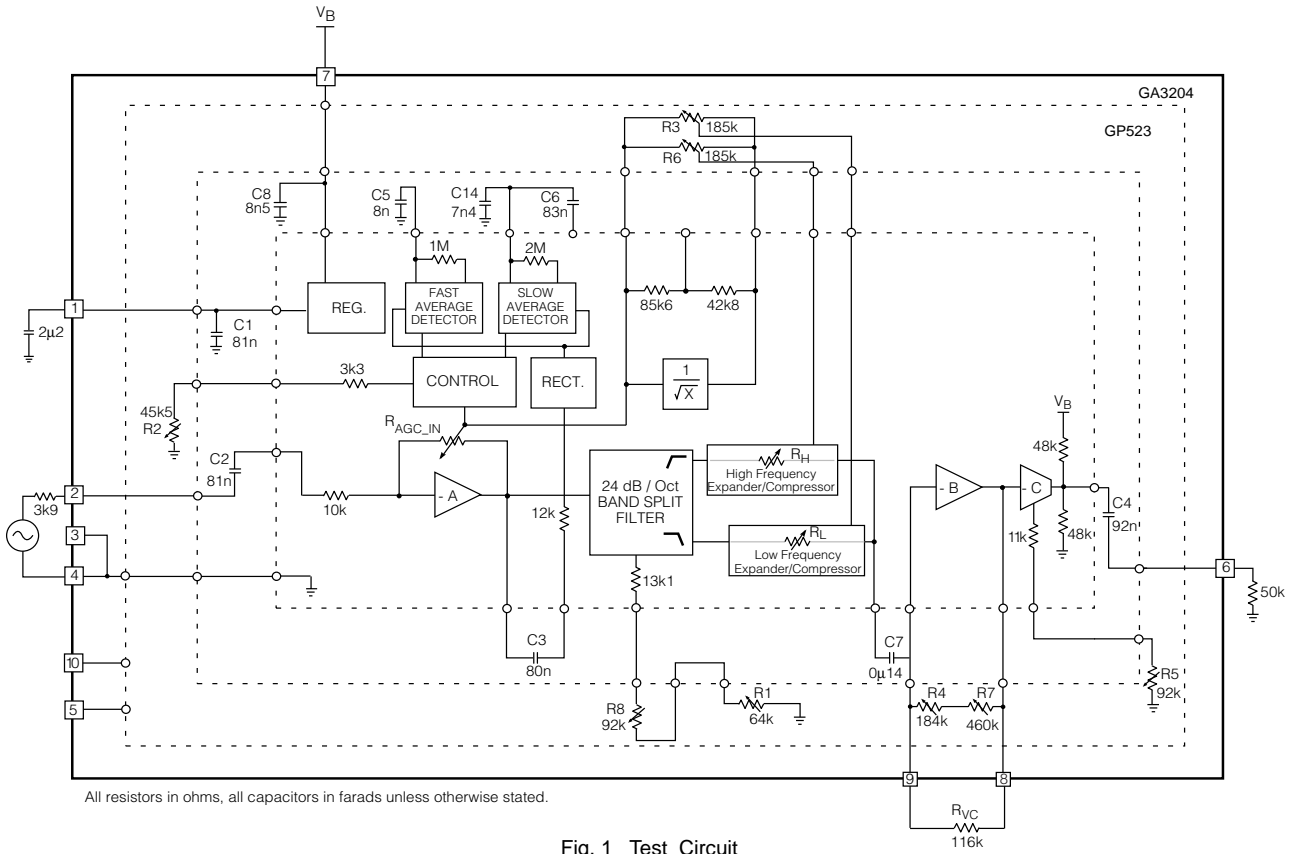 VB
7
GA3204
GP523
R3
185k
R6
185k
C8
8n5
C5
8n
C14
7n4
C6
83n
1M
2M
1
REG.
FAST
AVERAGE
DETECTOR
SLOW
AVERAGE
DETECTOR
85k6
42k8
2µ2
C1
81n
3k3
CONTROL
RECT.
1
√X
45k5
R2
RAGC_IN
VB
48k
C2
81n
2
3k9
10k
- A
12k
24 dB / Oct
BAND SPLIT
FILTER
RH
High Frequency
Expander/Compressor
- B
- C
C4
92n
3
RL
Low Frequency
Expander/Compressor
11k
48k
4
13k1
6
50k
C3
80n
C7
0µ14
10
5
R8
92k
R1
64k
R4
184k
R7
460k
R5
92k
9
8
All resistors in ohms, all capacitors in farads unless otherwise stated.
RVC
116k
Fig. 1 Test Circuit